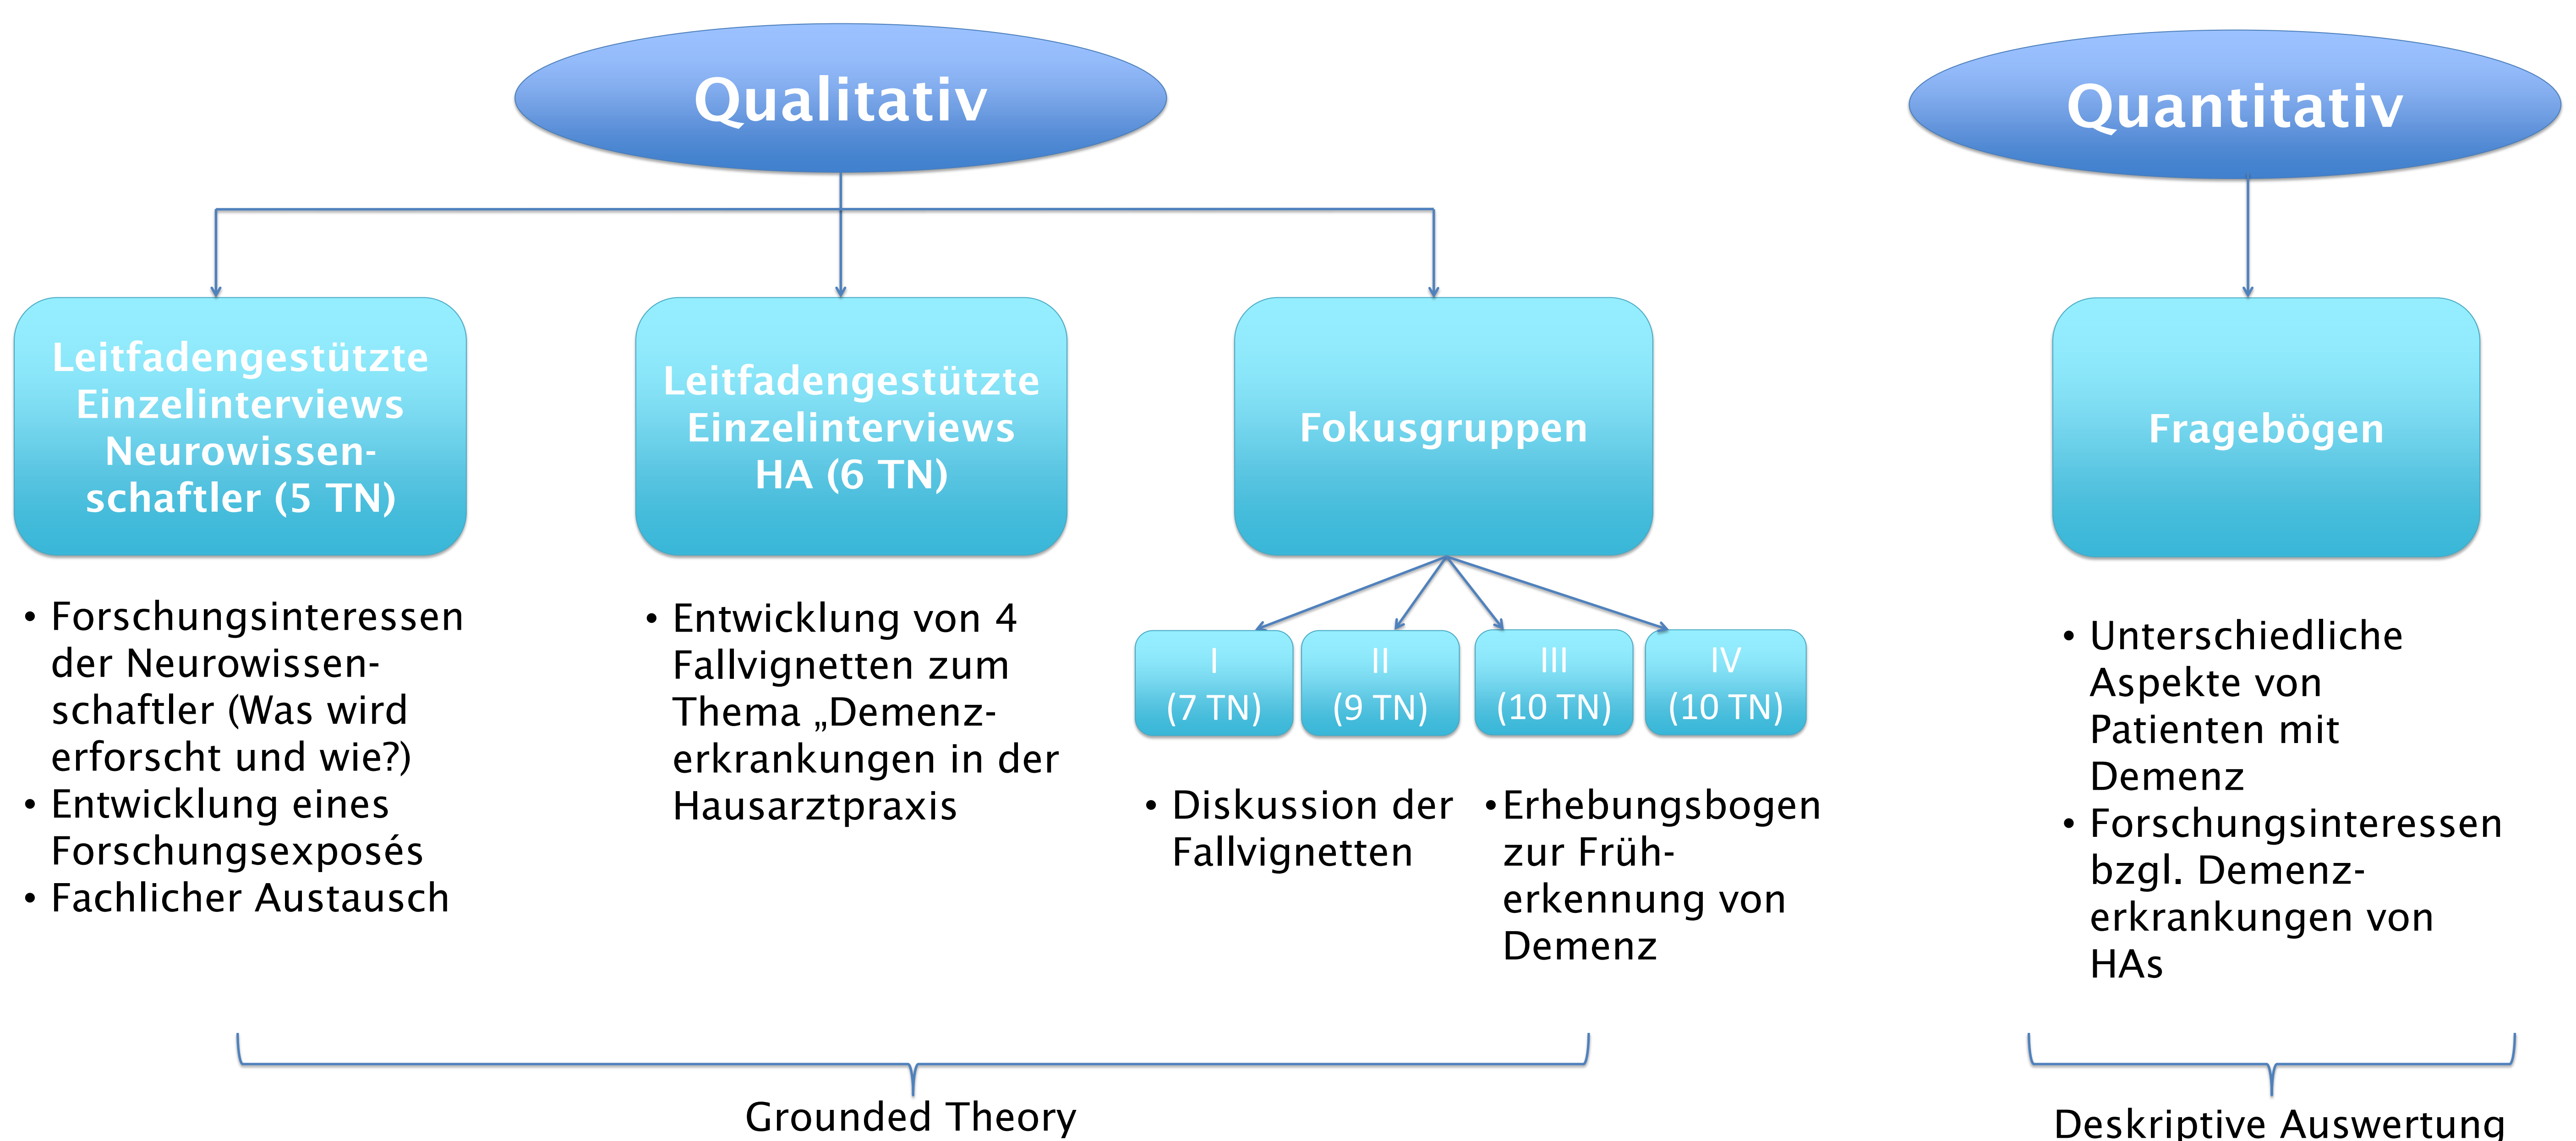 Qualitativ
Quantitativ
Leitfadengestützte
Einzelinterviews
Neurowissen-
schaftler (5 TN)
Leitfadengestützte
Einzelinterviews
HA (6 TN)
Fokusgruppen
Fragebögen
• Forschungsinteressen
der Neurowissen-
schaftler (Was wird
erforscht und wie?)
• Entwicklung eines
Forschungsexposés
• Fachlicher Austausch
• Entwicklung von 4
Fallvignetten zum
Thema „Demenz-
erkrankungen in der
Hausarztpraxis
I
(7 TN)
II
(9 TN)
III
(10 TN)
IV
(10 TN)
• Diskussion der
Fallvignetten
•Erhebungsbogen
zur Früh-
erkennung von
Demenz
• Unterschiedliche
Aspekte von
Patienten mit
Demenz
• Forschungsinteressen
bzgl. Demenz-
erkrankungen von
HAs
Grounded Theory
Deskriptive Auswertung